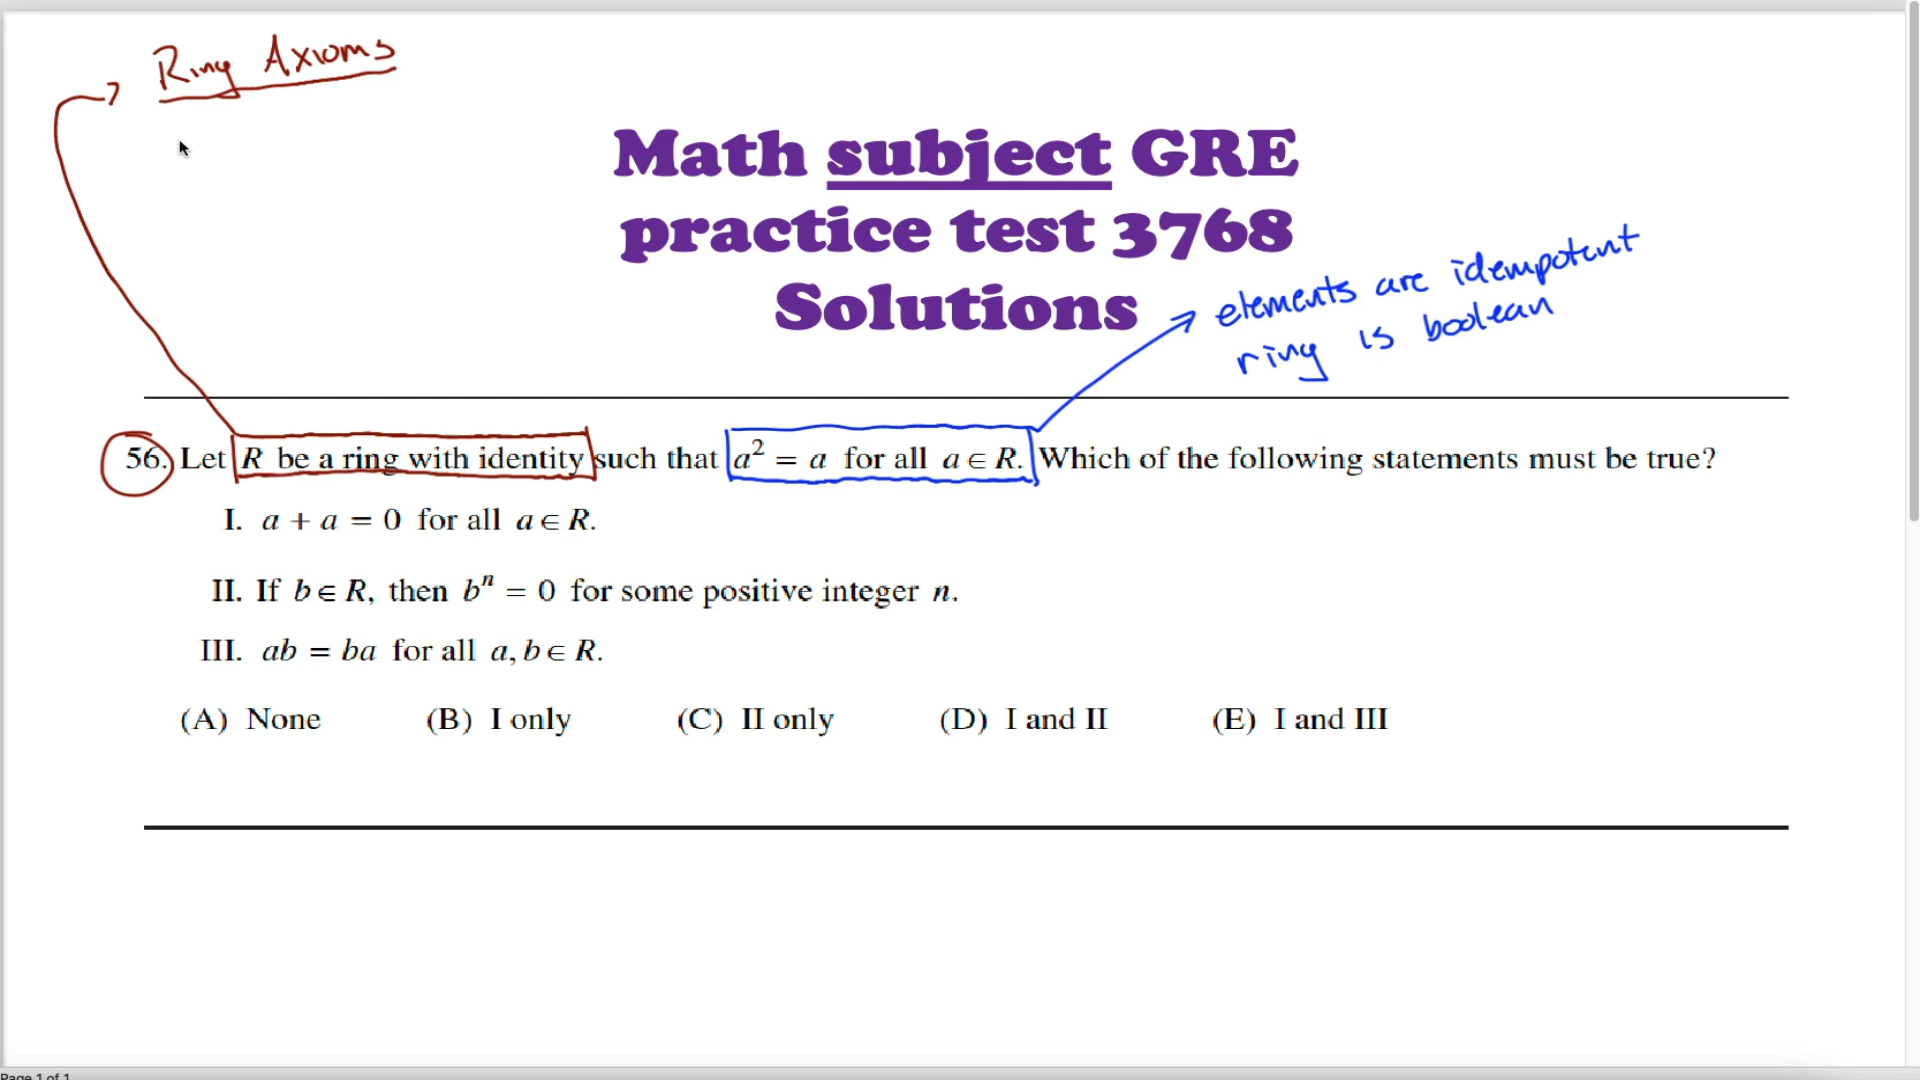 Ring Axioms
Math subject GRE
practice test 3768
Solutions
elements are idempotent
ring is boolean
56. Let R be a ring with identity such that a² = a for all a ∈ R. Which of the following statements must be true?
I. a + a = 0 for all a ∈ R.
II. If b ∈ R, then bⁿ = 0 for some positive integer n.
III. ab = ba for all a, b ∈ R.
(A) None (B) I only (C) II only (D) I and II (E) I and III
Page 1 of 1